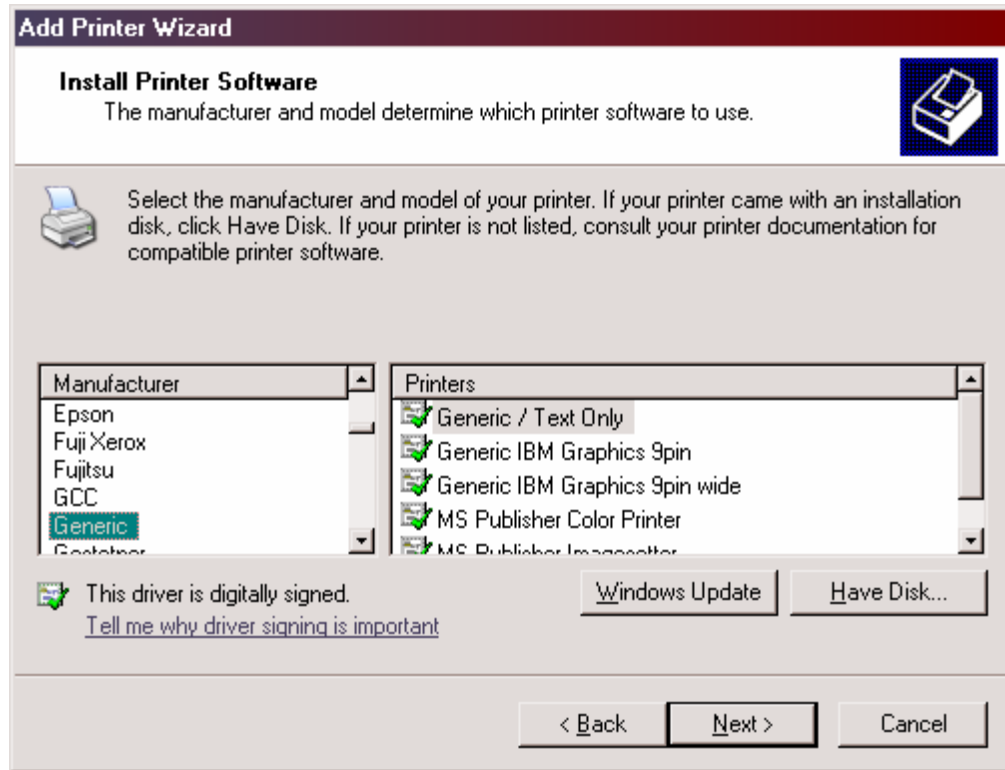 Add Printer Wizard
Install Printer Software
The manufacturer and model determine which printer software to use.
Select the manufacturer and model of your printer. If your printer came with an installation
disk, click Have Disk. If your printer is not listed, consult your printer documentation for
compatible printer software.
Manufacturer
Epson
Fuji Xerox
Fujitsu
GCC
Generic
Gestetner
Printers
Generic / Text Only
Generic IBM Graphics 9pin
Generic IBM Graphics 9pin wide
MS Publisher Color Printer
MS Publisher Imagesetter
This driver is digitally signed.
Tell me why driver signing is important
Windows Update
Have Disk...
< Back
Next >
Cancel